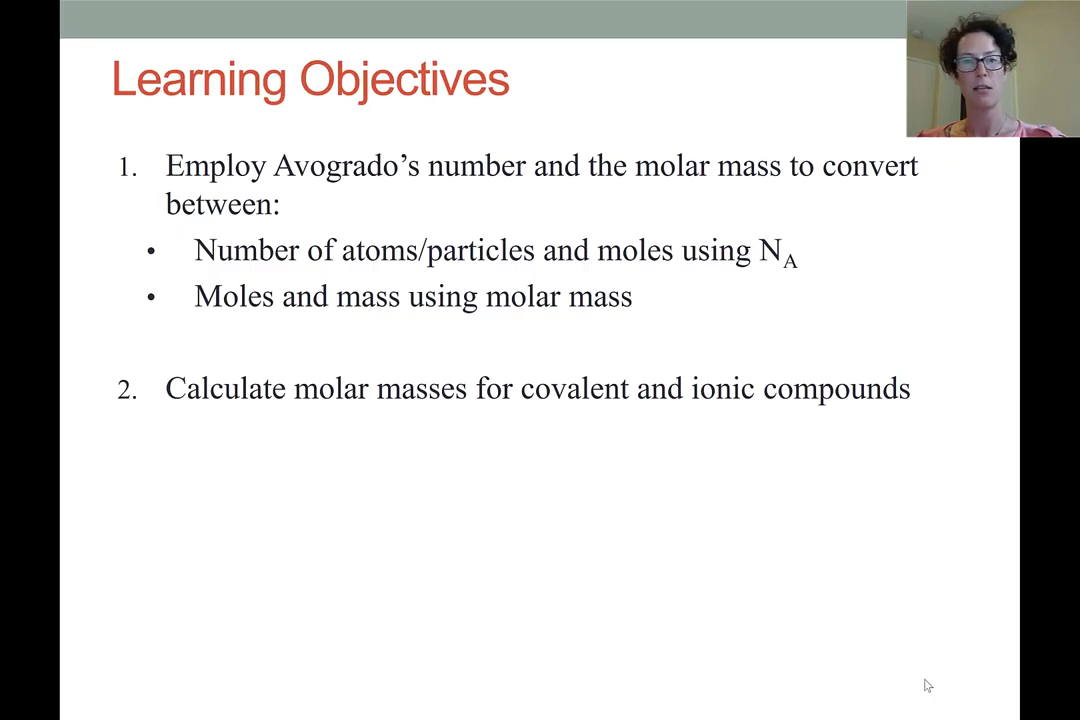 Learning Objectives
1. Employ Avogrado’s number and the molar mass to convert
between:
• Number of atoms/particles and moles using N_A
• Moles and mass using molar mass
2. Calculate molar masses for covalent and ionic compounds